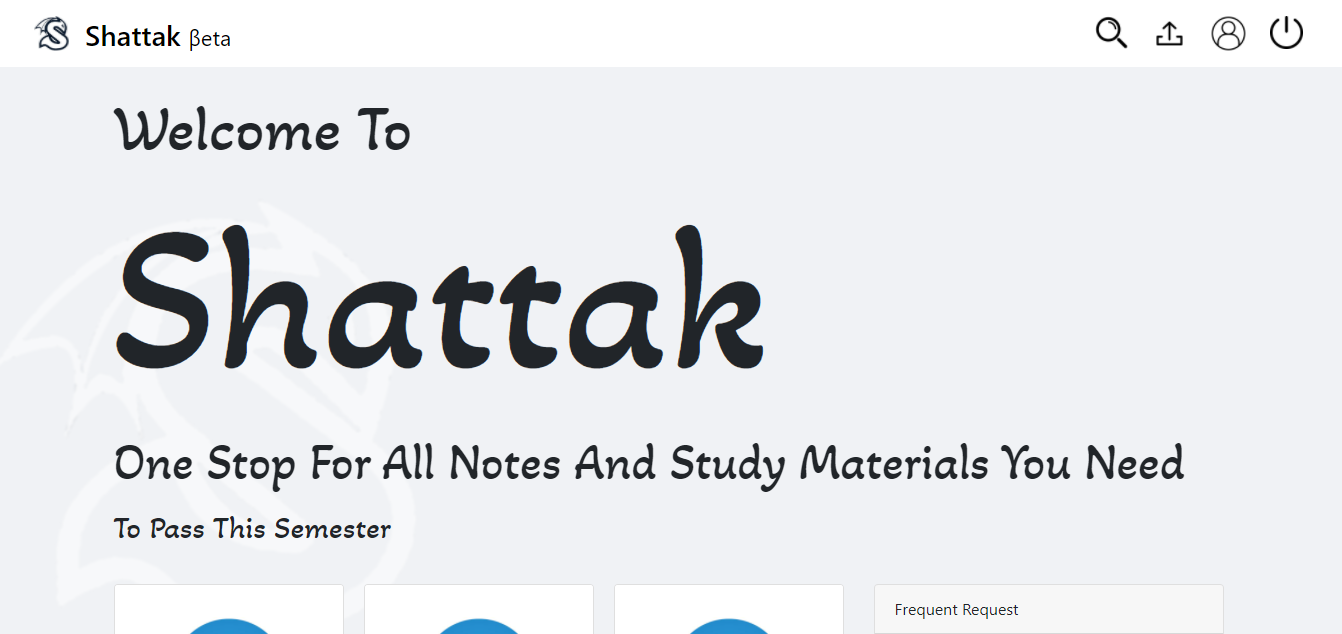 Shattak βeta
Welcome To
Shattak
One Stop For All Notes And Study Materials You Need
To Pass This Semester
Frequent Request